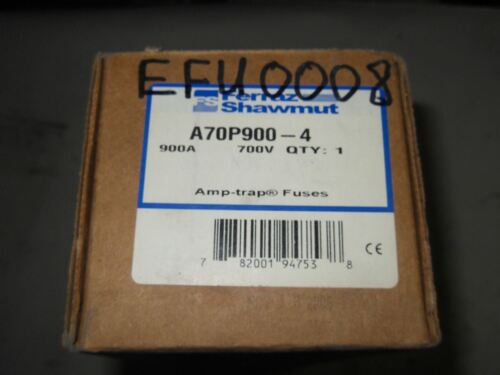 EFU0008
Ferraz
Shawmut
A70P900-4
900A 700V QTY: 1
Amp-trap® Fuses
7 82001 94753 8
CE